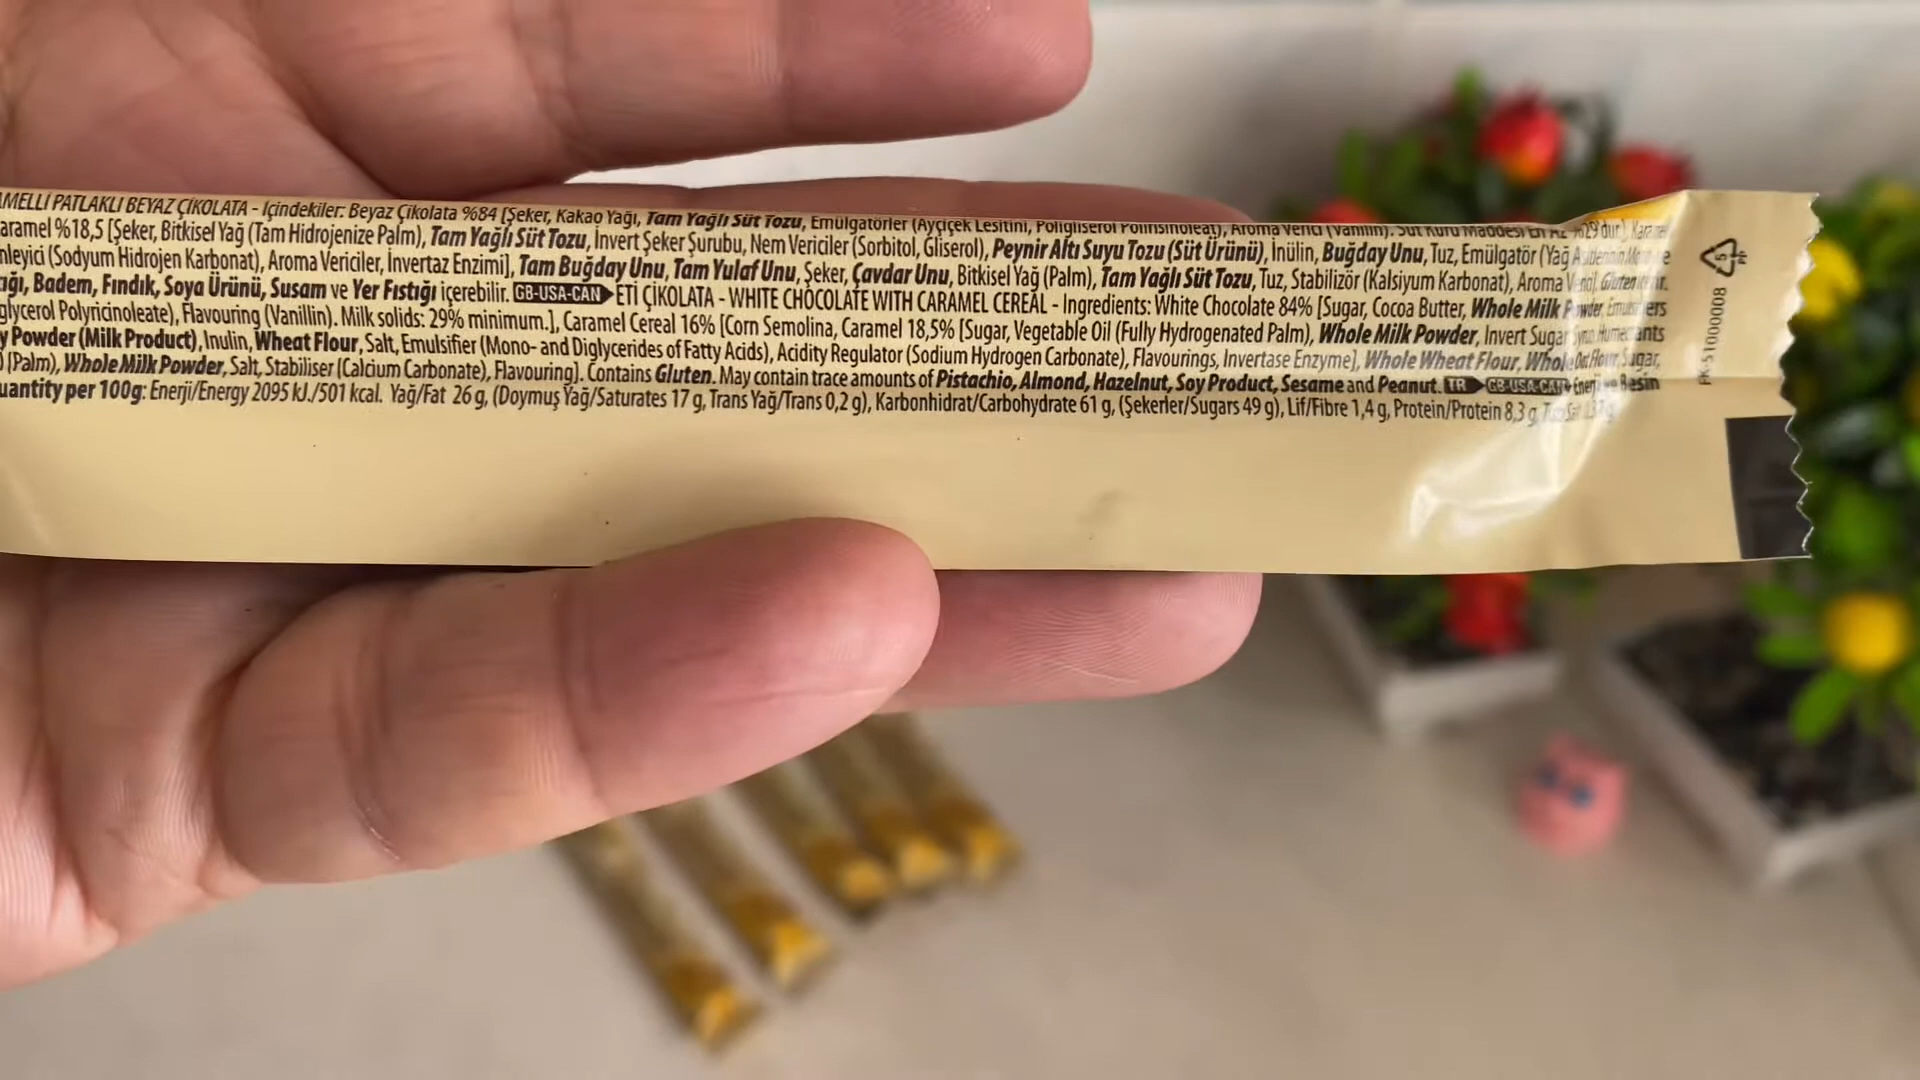 AMELLİ PATLAKLI BEYAZ ÇİKOLATA - İçindekiler: Beyaz Çikolata %84 [Şeker, Kakao Yağı, Tam Yağlı Süt Tozu, Emülgatörler (Ayçiçek Lesitini, Poligliserol Polirisinoleat), Aroma Verici (Vanilin). Süt Kuru Maddesi En Az %29'dur.],
aramel %18,5 [Şeker, Bitkisel Yağ (Tam Hidrojenize Palm), Tam Yağlı Süt Tozu, İnvert Şeker Şurubu, Nem Vericiler (Sorbitol, Gliserol), Peynir Altı Suyu Tozu (Süt Ürünü), İnülin, Buğday Unu, Tuz, Emülgatör (Yağ
nleyici (Sodyum Hidrojen Karbonat), Aroma Vericiler, İnvertaz Enzimi], Tam Buğday Unu, Tam Yulaf Unu, Şeker, Çavdar Unu, Bitkisel Yağ (Palm), Tam Yağlı Süt Tozu, Tuz, Stabilizör (Kalsiyum Karbonat), Aroma
ığı, Badem, Fındık, Soya Ürünü, Susam ve Yer Fıstığı içerebilir. GB-USA-CAN ETİ ÇİKOLATA - WHITE CHOCOLATE WITH CARAMEL CEREAL - Ingredients: White Chocolate 84% [Sugar, Cocoa Butter, Whole Milk Powder,
glycerol Polyricinoleate), Flavouring (Vanillin). Milk solids: 29% minimum.], Caramel Cereal 16% [Corn Semolina, Caramel 18,5% [Sugar, Vegetable Oil (Fully Hydrogenated Palm), Whole Milk Powder, Invert Sugar
y Powder (Milk Product), Inulin, Wheat Flour, Salt, Emulsifier (Mono- and Diglycerides of Fatty Acids), Acidity Regulator (Sodium Hydrogen Carbonate), Flavourings, Invertase Enzyme], Whole Wheat Flour, Whole Oat Flour, Sugar,
(Palm), Whole Milk Powder, Salt, Stabiliser (Calcium Carbonate), Flavouring]. Contains Gluten. May contain trace amounts of Pistachio, Almond, Hazelnut, Soy Product, Sesame and Peanut. TR GB-USA-CAN
uantity per 100g: Enerji/Energy 2095 kJ./501 kcal. Yağ/Fat 26 g, (Doymuş Yağ/Saturates 17 g, Trans Yağ/Trans 0,2 g), Karbonhidrat/Carbohydrate 61 g, (Şekerler/Sugars 49 g), Lif/Fibre 1,4 g, Protein/Protein 8,3 g,
5
PP
PK-5100008